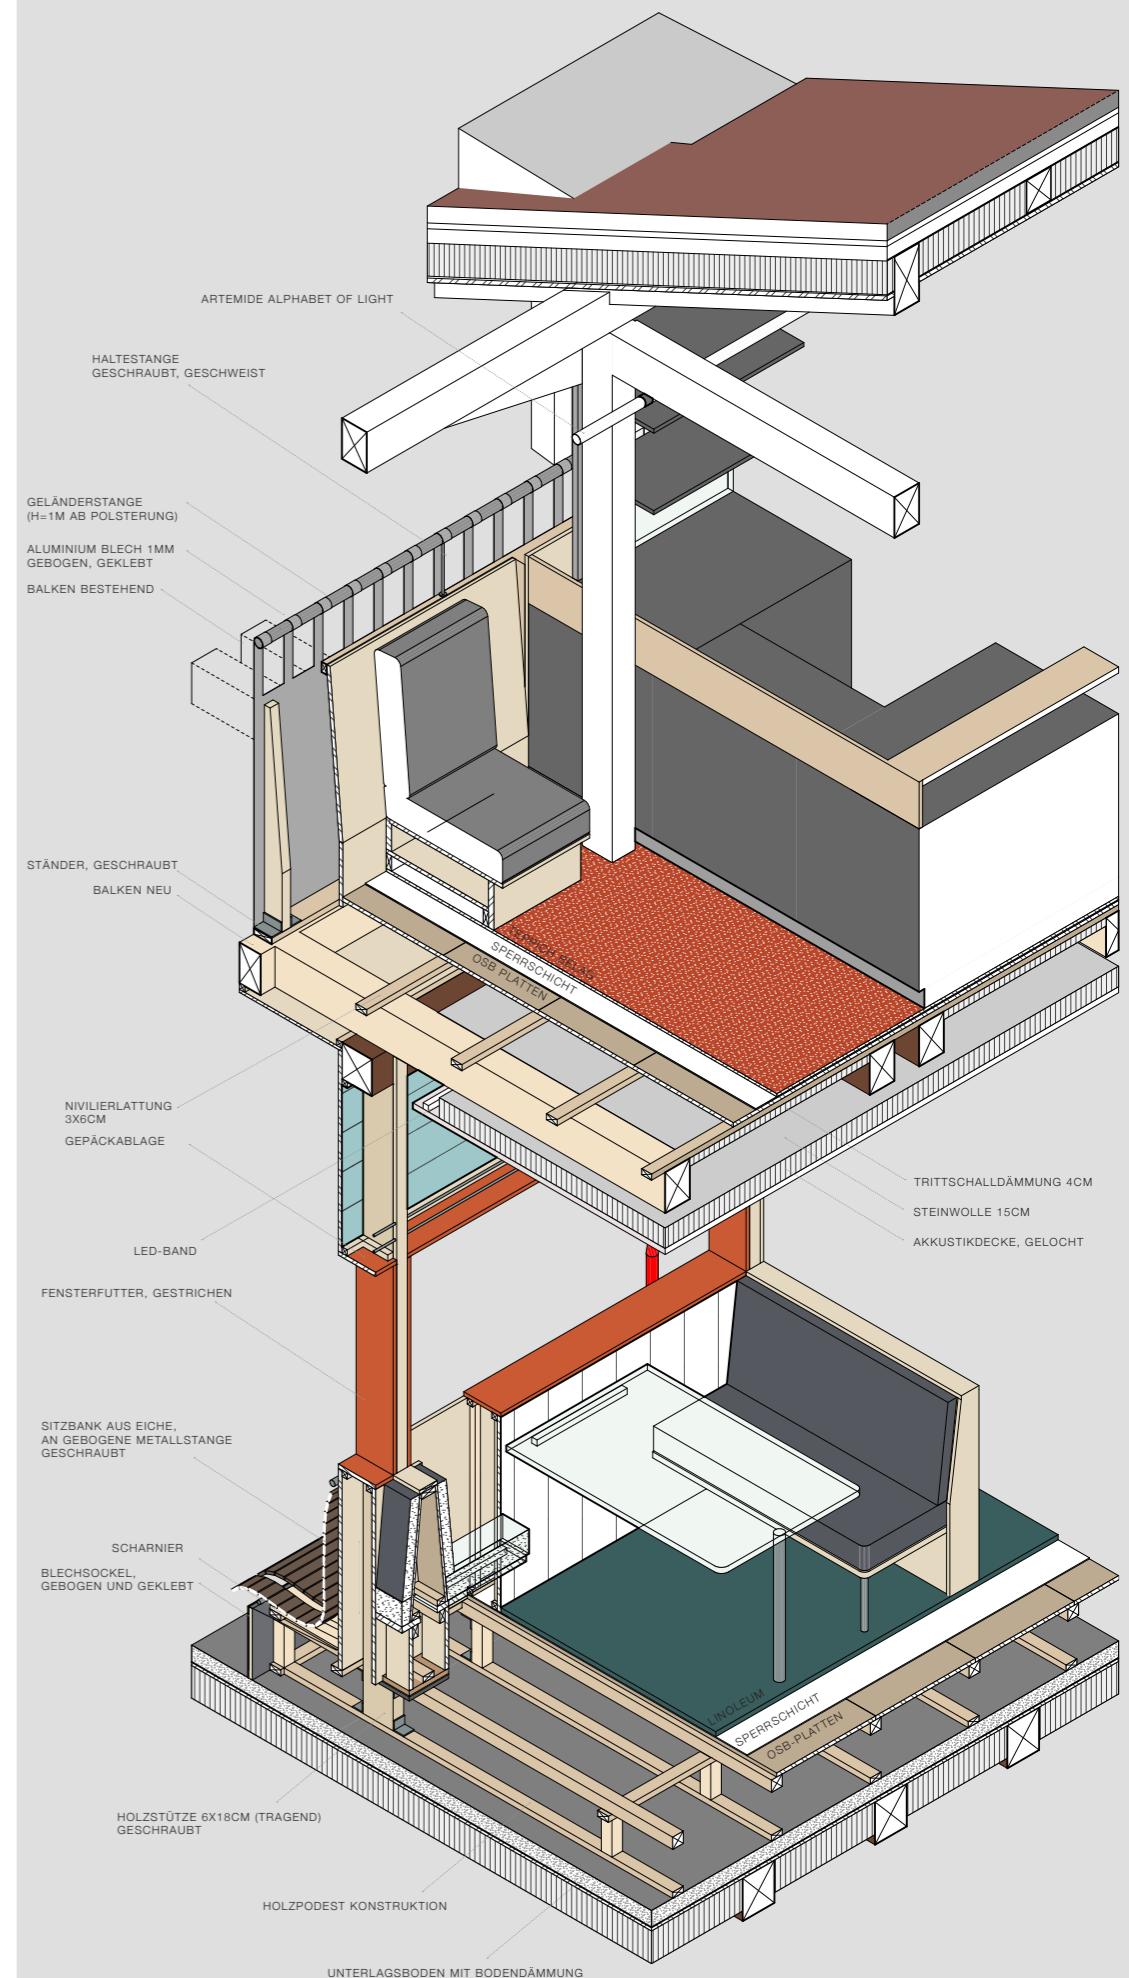 ARTEMIDE ALPHABET OF LIGHT
HALTESTANGE
GESCHRAUBT, GESCHWEIST
GELÄNDERSTANGE
(H=1M AB POLSTERUNG)
ALUMINIUM BLECH 1MM
GEBOGEN, GEKLEBT
BALKEN BESTEHEND
STÄNDER, GESCHRAUBT
BALKEN NEU
TEPPICH BELAG
SPERRSCHICHT
OSB PLATTEN
NIVILIERLATTUNG
3X6CM
GEPÄCKABLAGE
TRITTSCHALLDÄMMUNG 4CM
STEINWOLLE 15CM
AKKUSTIKDECKE, GELOCHT
LED-BAND
FENSTERFUTTER, GESTRICHEN
SITZBANK AUS EICHE,
AN GEBOGENE METALLSTANGE
GESCHRAUBT
SCHARNIER
BLECHSOCKEL,
GEBOGEN UND GEKLEBT
LINOLEUM
SPERRSCHICHT
OSB-PLATTEN
HOLZSTÜTZE 6X18CM (TRAGEND)
GESCHRAUBT
HOLZPODEST KONSTRUKTION
UNTERLAGSBODEN MIT BODENDÄMMUNG